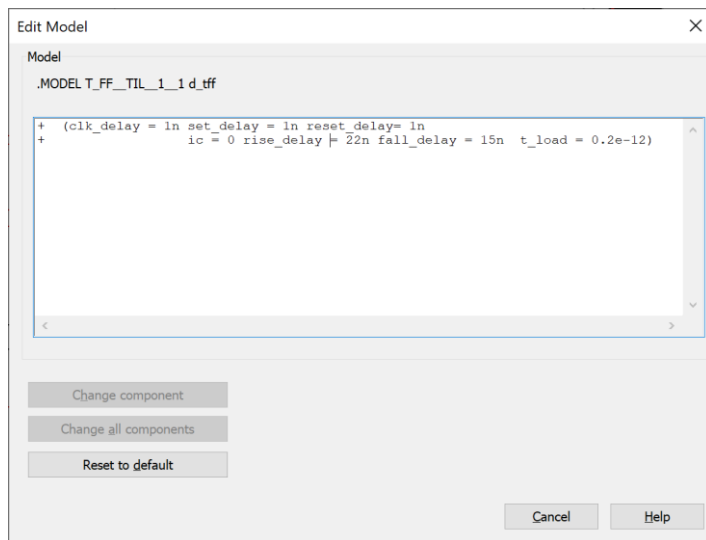 Edit Model
Model
.MODEL T_FF__TIL__1__1 d_tff
+ (clk_delay = 1n set_delay = 1n reset_delay= 1n
+ ic = 0 rise_delay = 22n fall_delay = 15n t_load = 0.2e-12)
Change component
Change all components
Reset to default
Cancel
Help